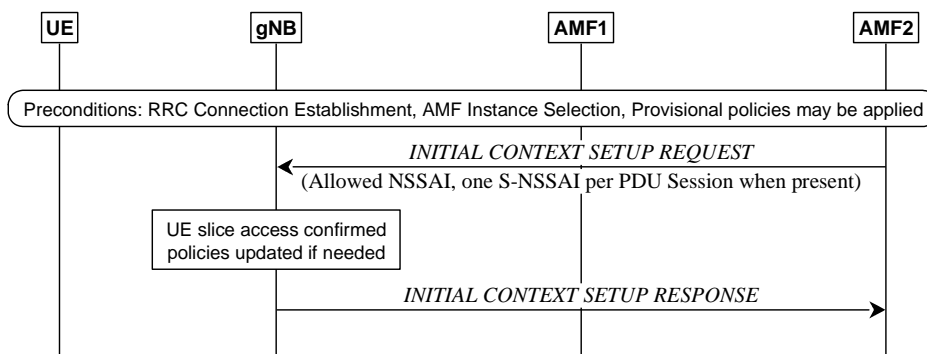 UE gNB AMF1 AMF2
Preconditions: RRC Connection Establishment, AMF Instance Selection, Provisional policies may be applied
INITIAL CONTEXT SETUP REQUEST
(Allowed NSSAI, one S-NSSAI per PDU Session when present)
UE slice access confirmed
policies updated if needed
INITIAL CONTEXT SETUP RESPONSE